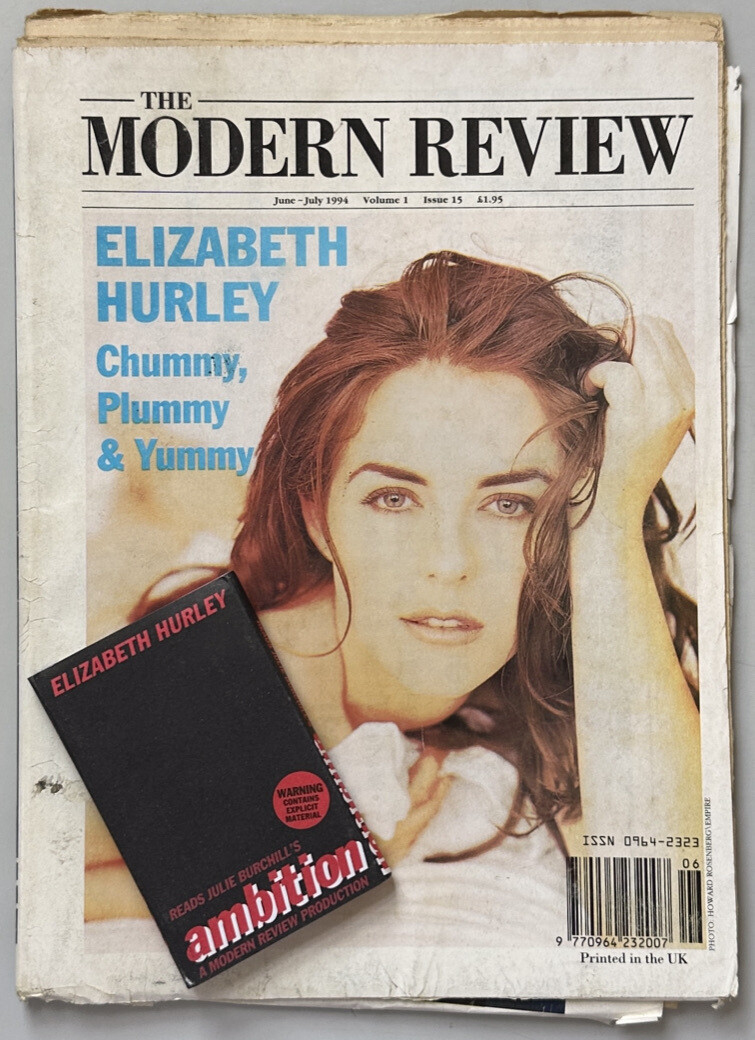 THE
MODERN REVIEW
June – July 1994 Volume 1 Issue 15 £1.95
ELIZABETH
HURLEY
Chummy,
Plummy
& Yummy
ELIZABETH HURLEY
WARNING
CONTAINS
EXPLICIT
MATERIAL
READS JULIE BURCHILL'S
ambition
A MODERN REVIEW PRODUCTION
ISSN 0964-2323
06
9 770964 232007
Printed in the UK
PHOTO: HOWARD ROSENBERG\EMPIRE